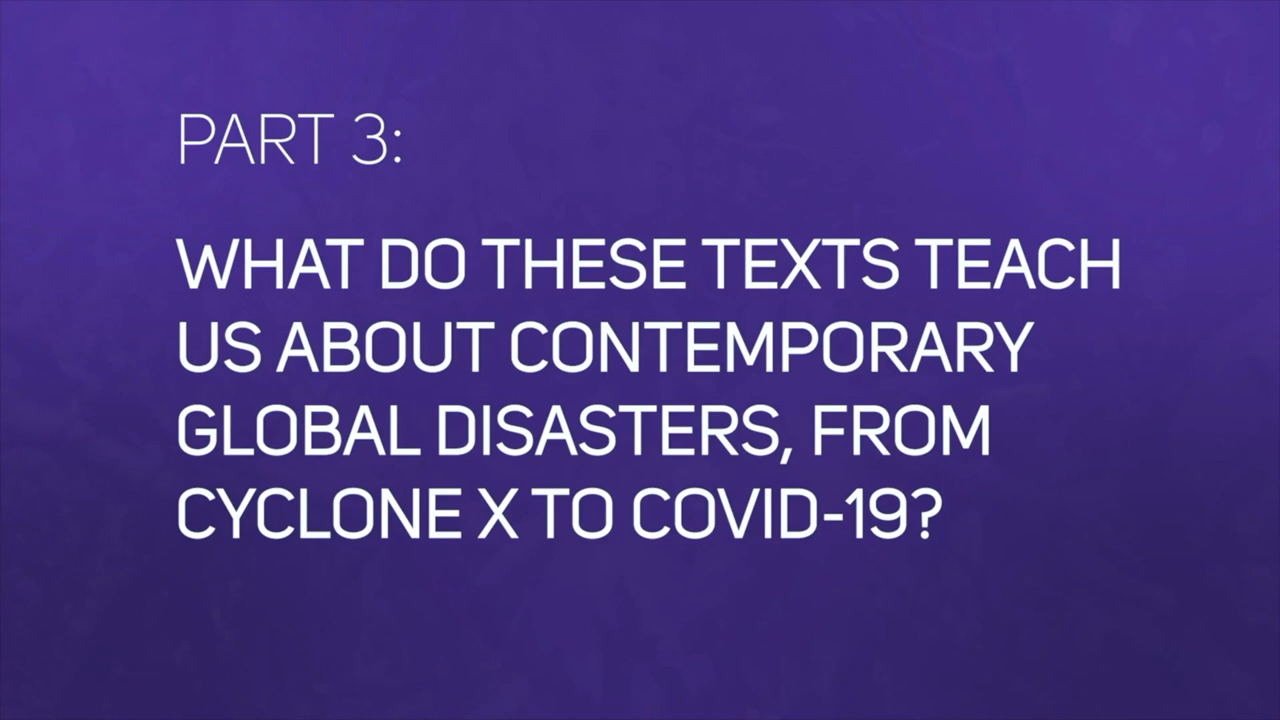 PART 3:
WHAT DO THESE TEXTS TEACH
US ABOUT CONTEMPORARY
GLOBAL DISASTERS, FROM
CYCLONE X TO COVID-19?